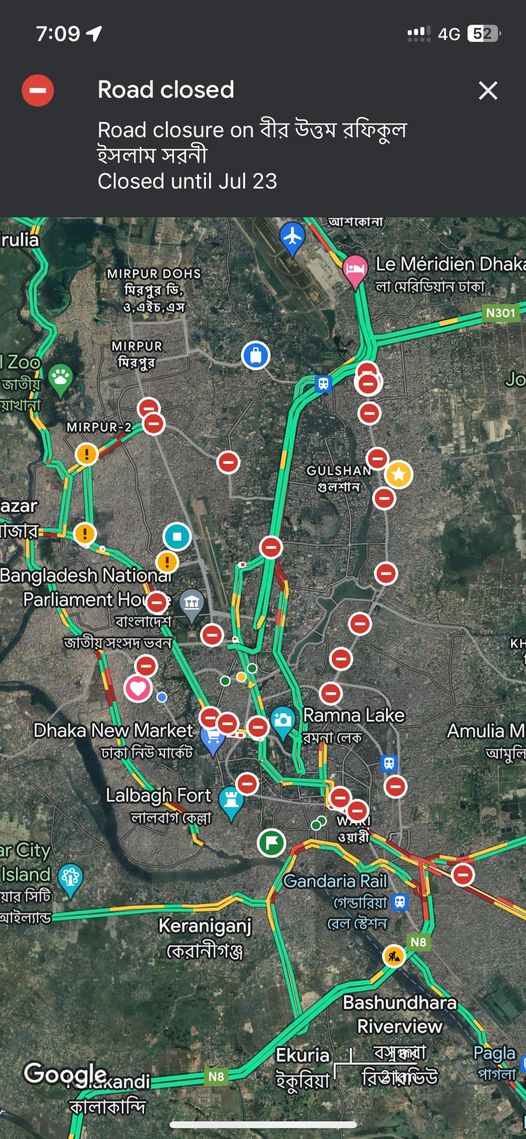 7:09
4G
52
Road closed
Road closure on বীর উত্তম রফিকুল
ইসলাম সরনী
Closed until Jul 23
আশকোনা
irulia
Le Méridien Dhaka
লা মেরিডিয়ান ঢাকা
MIRPUR DOHS
মিরপুর ডি.
ও.এইচ.এস
N301
MIRPUR
মিরপুর
l Zoo
জাতীয়
য়াখানা
Jo
MIRPUR-2
GULSHAN
গুলশান
azar
াজার
Bangladesh National
Parliament House
বাংলাদেশ
জাতীয় সংসদ ভবন
KH
Ramna Lake
রমনা লেক
Dhaka New Market
ঢাকা নিউ মার্কেট
Amulia M
আমুলি
Lalbagh Fort
লালবাগ কেল্লা
WARI
ওয়ারী
ar City
Island
য়ার সিটি
আইল্যান্ড
Gandaria Rail
গেন্ডারিয়া
রেল স্টেশন
Keraniganj
কেরানীগঞ্জ
N8
Bashundhara
Riverview
বসুন্ধরা
রিভারভিউ
Ekuria
ইকুরিয়া
Pagla
পাগলা
Google
kandi
কালাকান্দি
N8